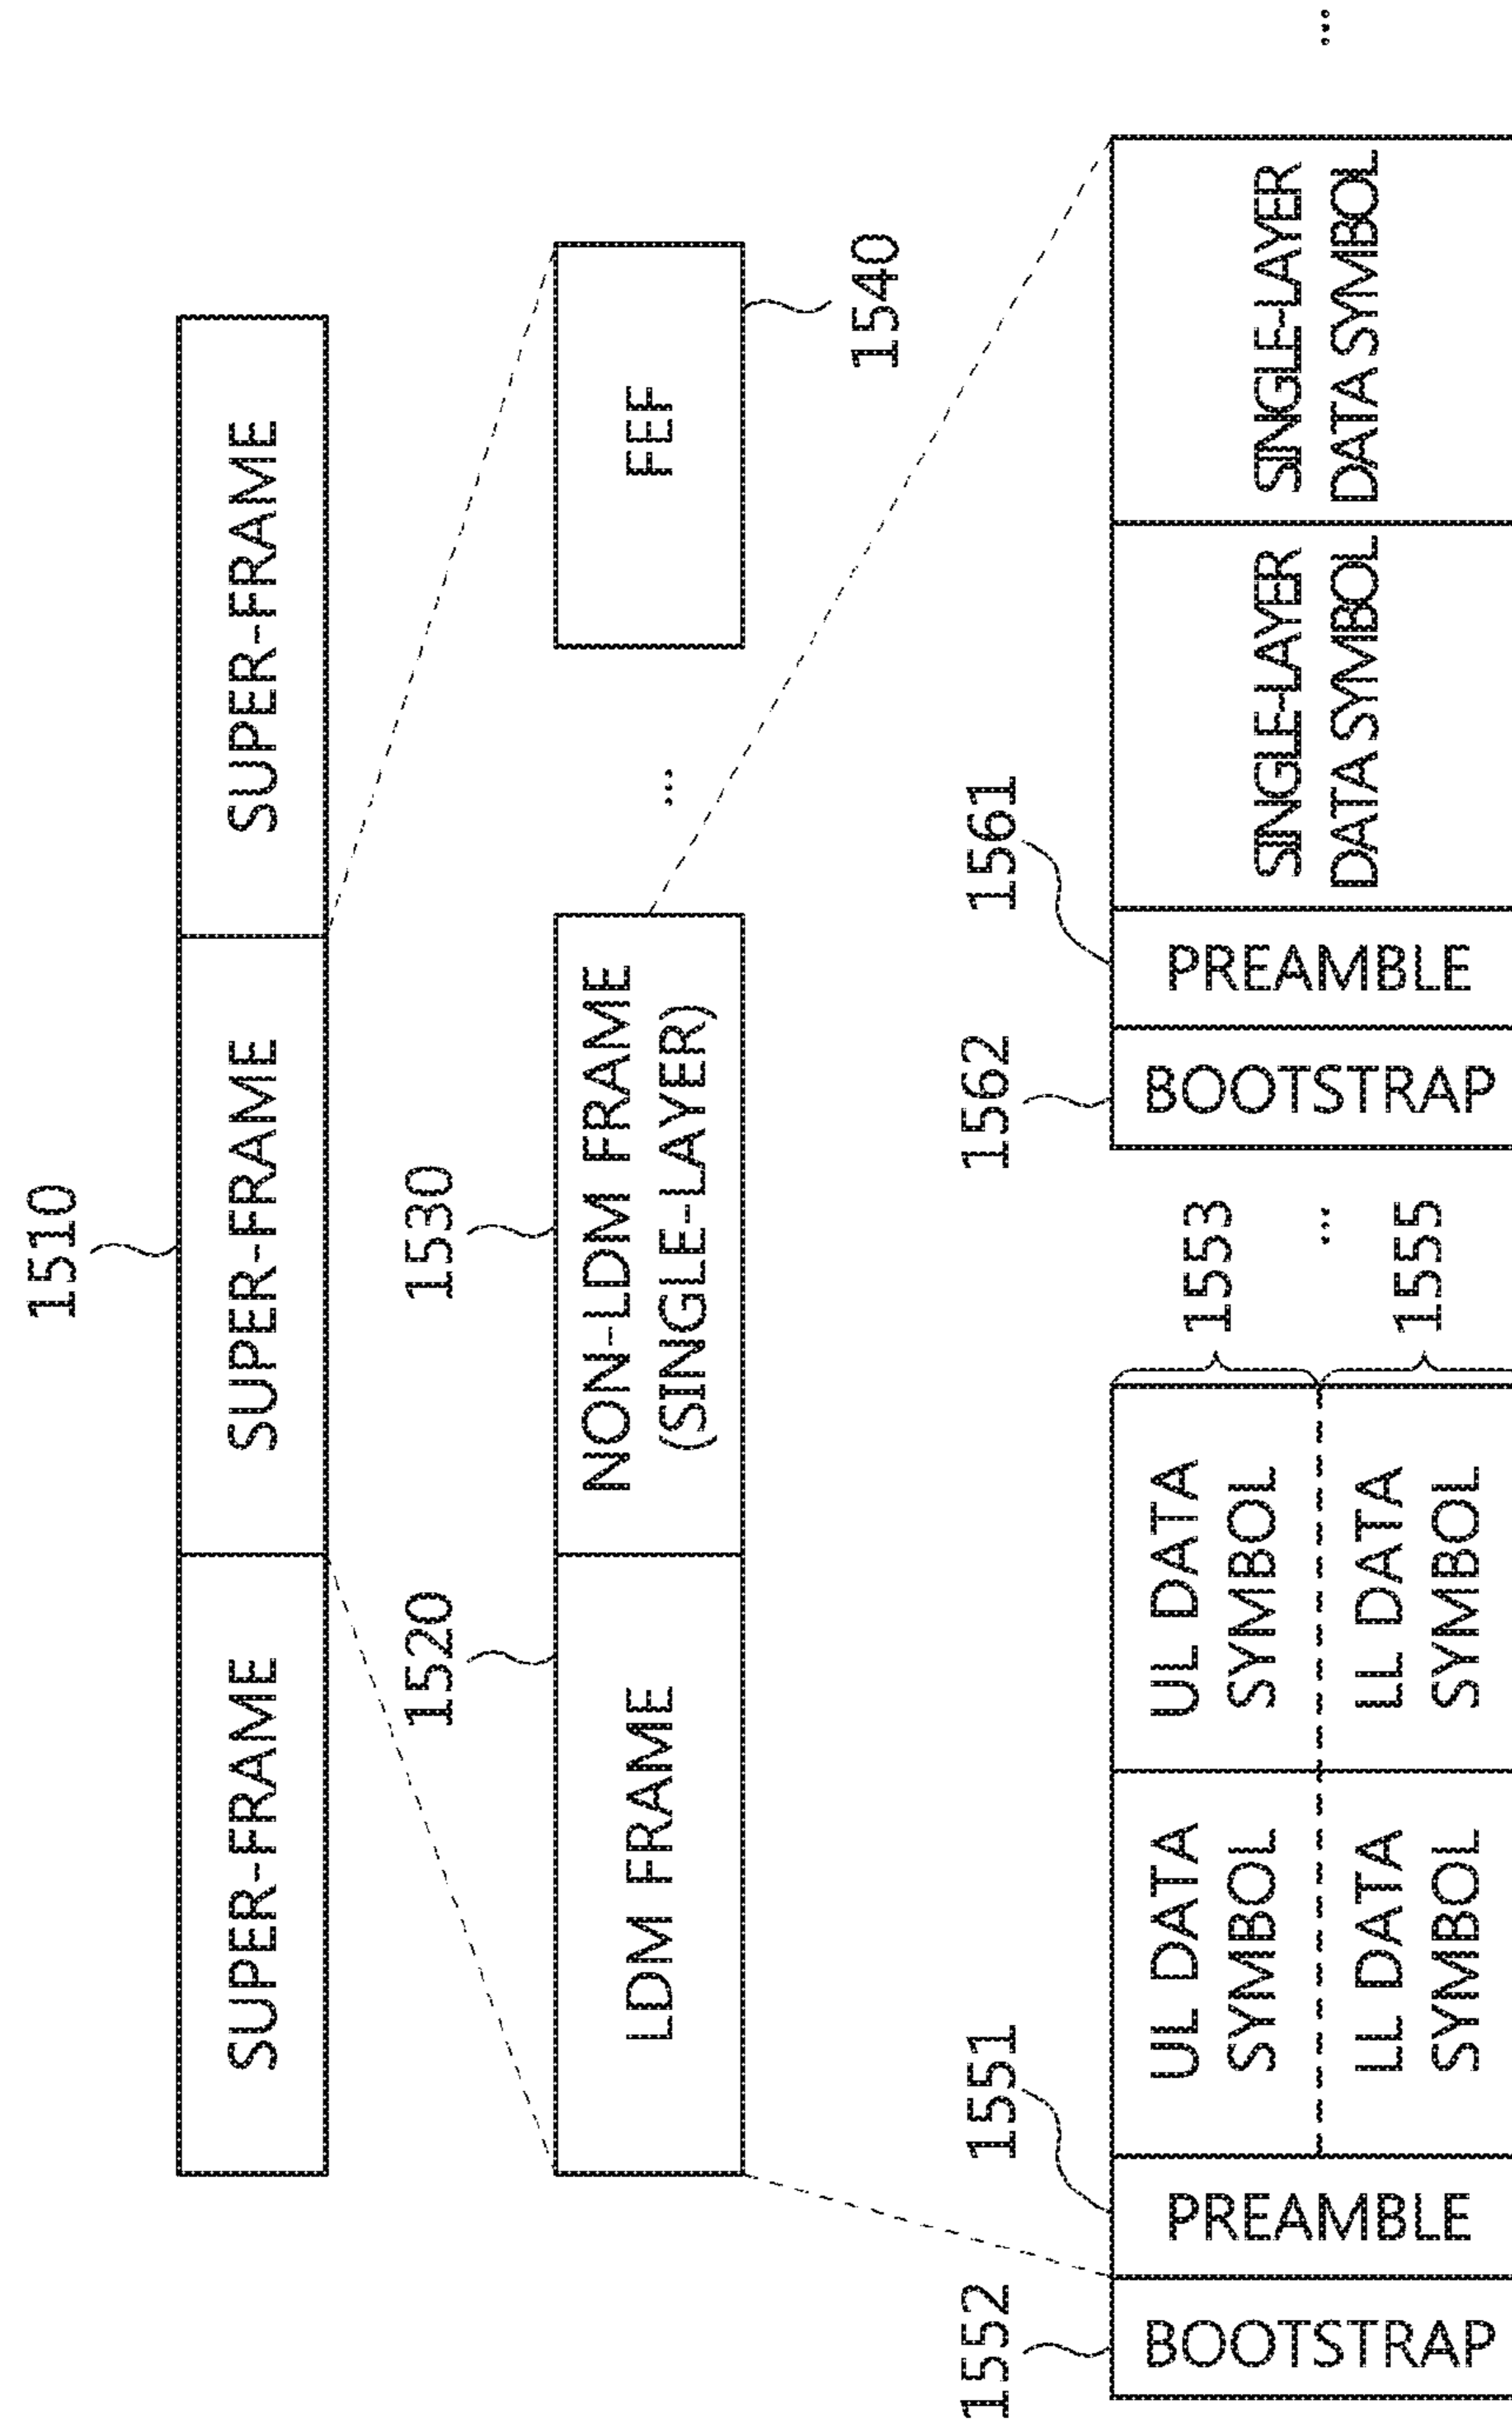 1510
SUPER-FRAME
SUPER-FRAME
SUPER-FRAME
1520
1530
LDM FRAME
NON-LDM FRAME
(SINGLE-LAYER)
...
FEF
1540
1552
1551
BOOTSTRAP
PREAMBLE
UL DATA
SYMBOL
UL DATA
SYMBOL
1553
LL DATA
SYMBOL
LL DATA
SYMBOL
1555
...
1562
1561
BOOTSTRAP
PREAMBLE
SINGLE-LAYER
DATA SYMBOL
SINGLE-LAYER
DATA SYMBOL
...